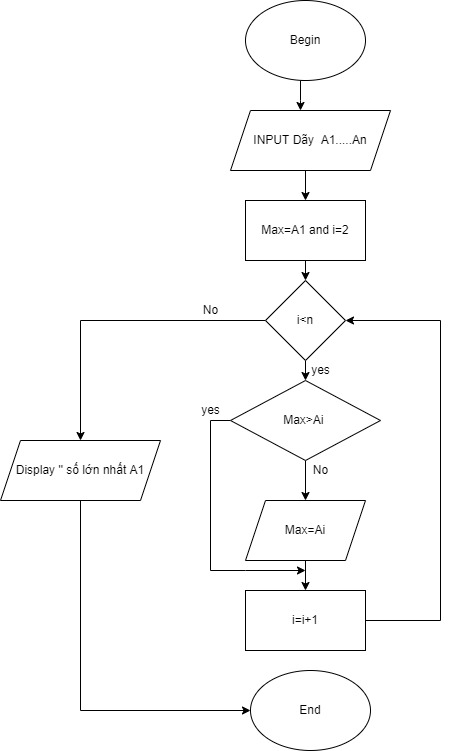 Begin
INPUT Dãy A1.....An
Max=A1 and i=2
i<n
No
yes
Max>Ai
yes
No
Display " số lớn nhất A1
Max=Ai
i=i+1
End